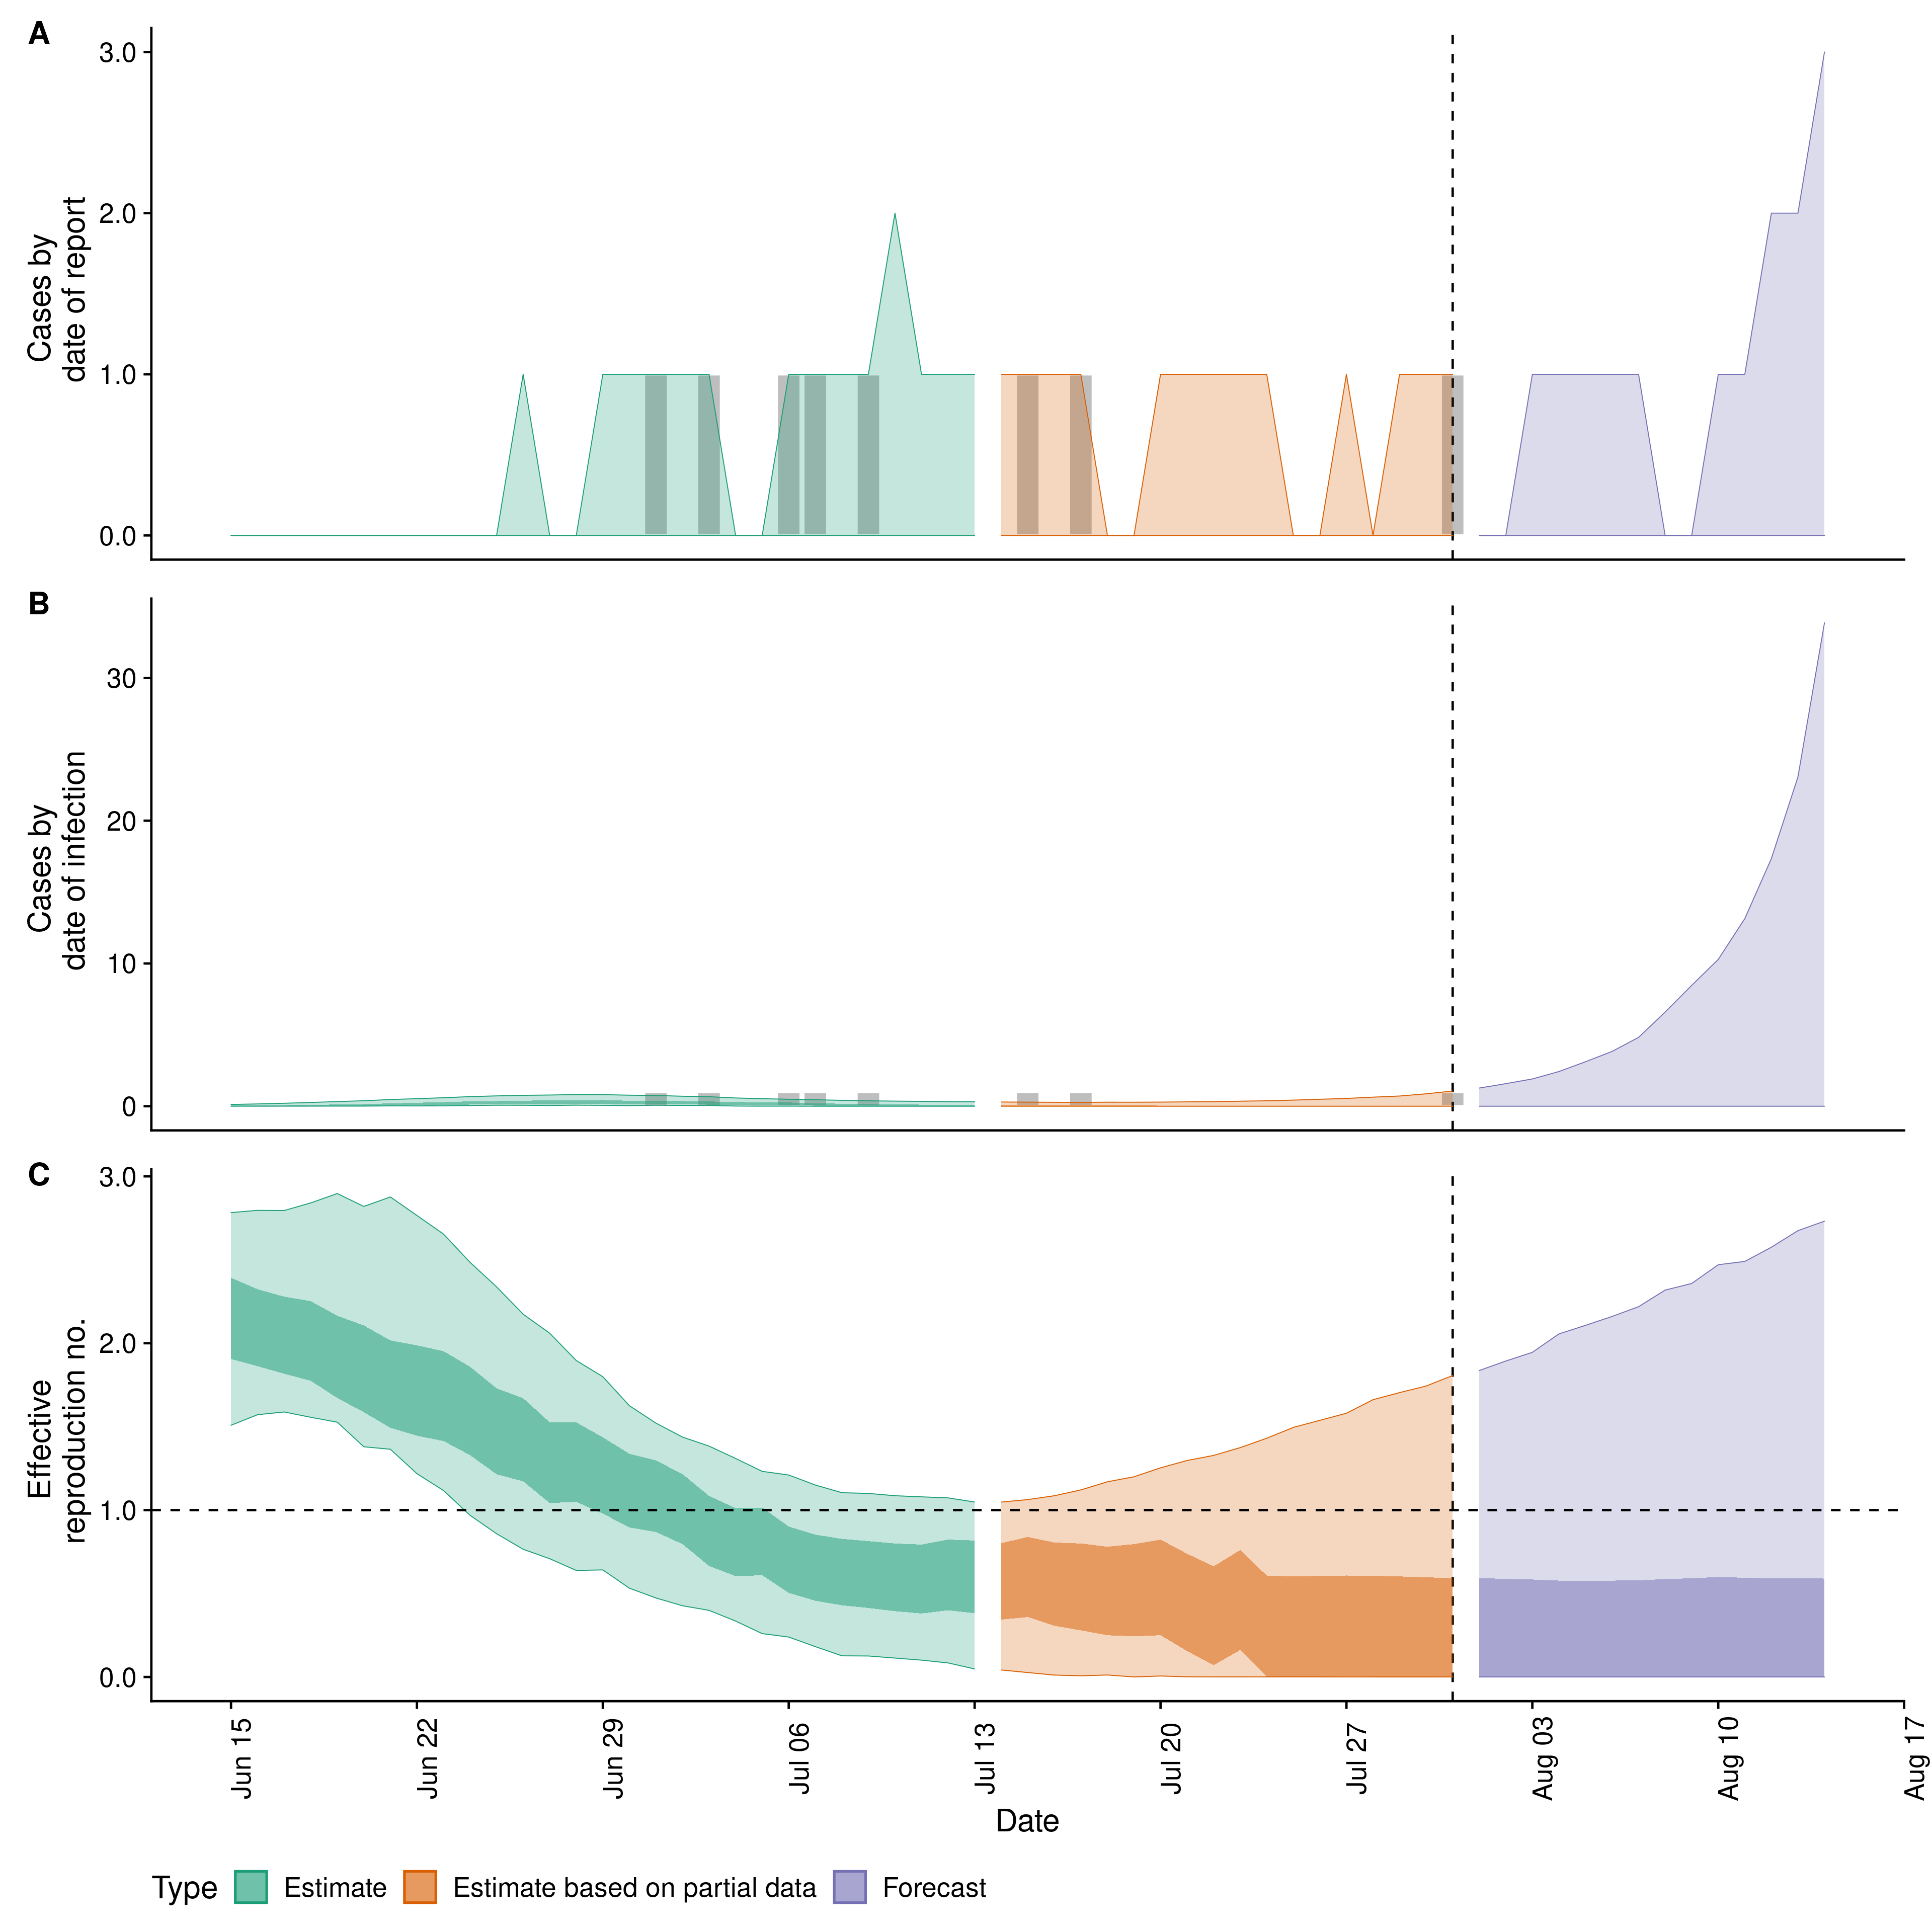 A
Cases by
date of report
3.0
2.0
1.0
0.0
B
Cases by
date of infection
30
20
10
0
C
Effective
reproduction no.
3.0
2.0
1.0
0.0
Jun 15
Jun 22
Jun 29
Jul 06
Jul 13
Jul 20
Jul 27
Aug 03
Aug 10
Aug 17
Date
Type Estimate Estimate based on partial data Forecast